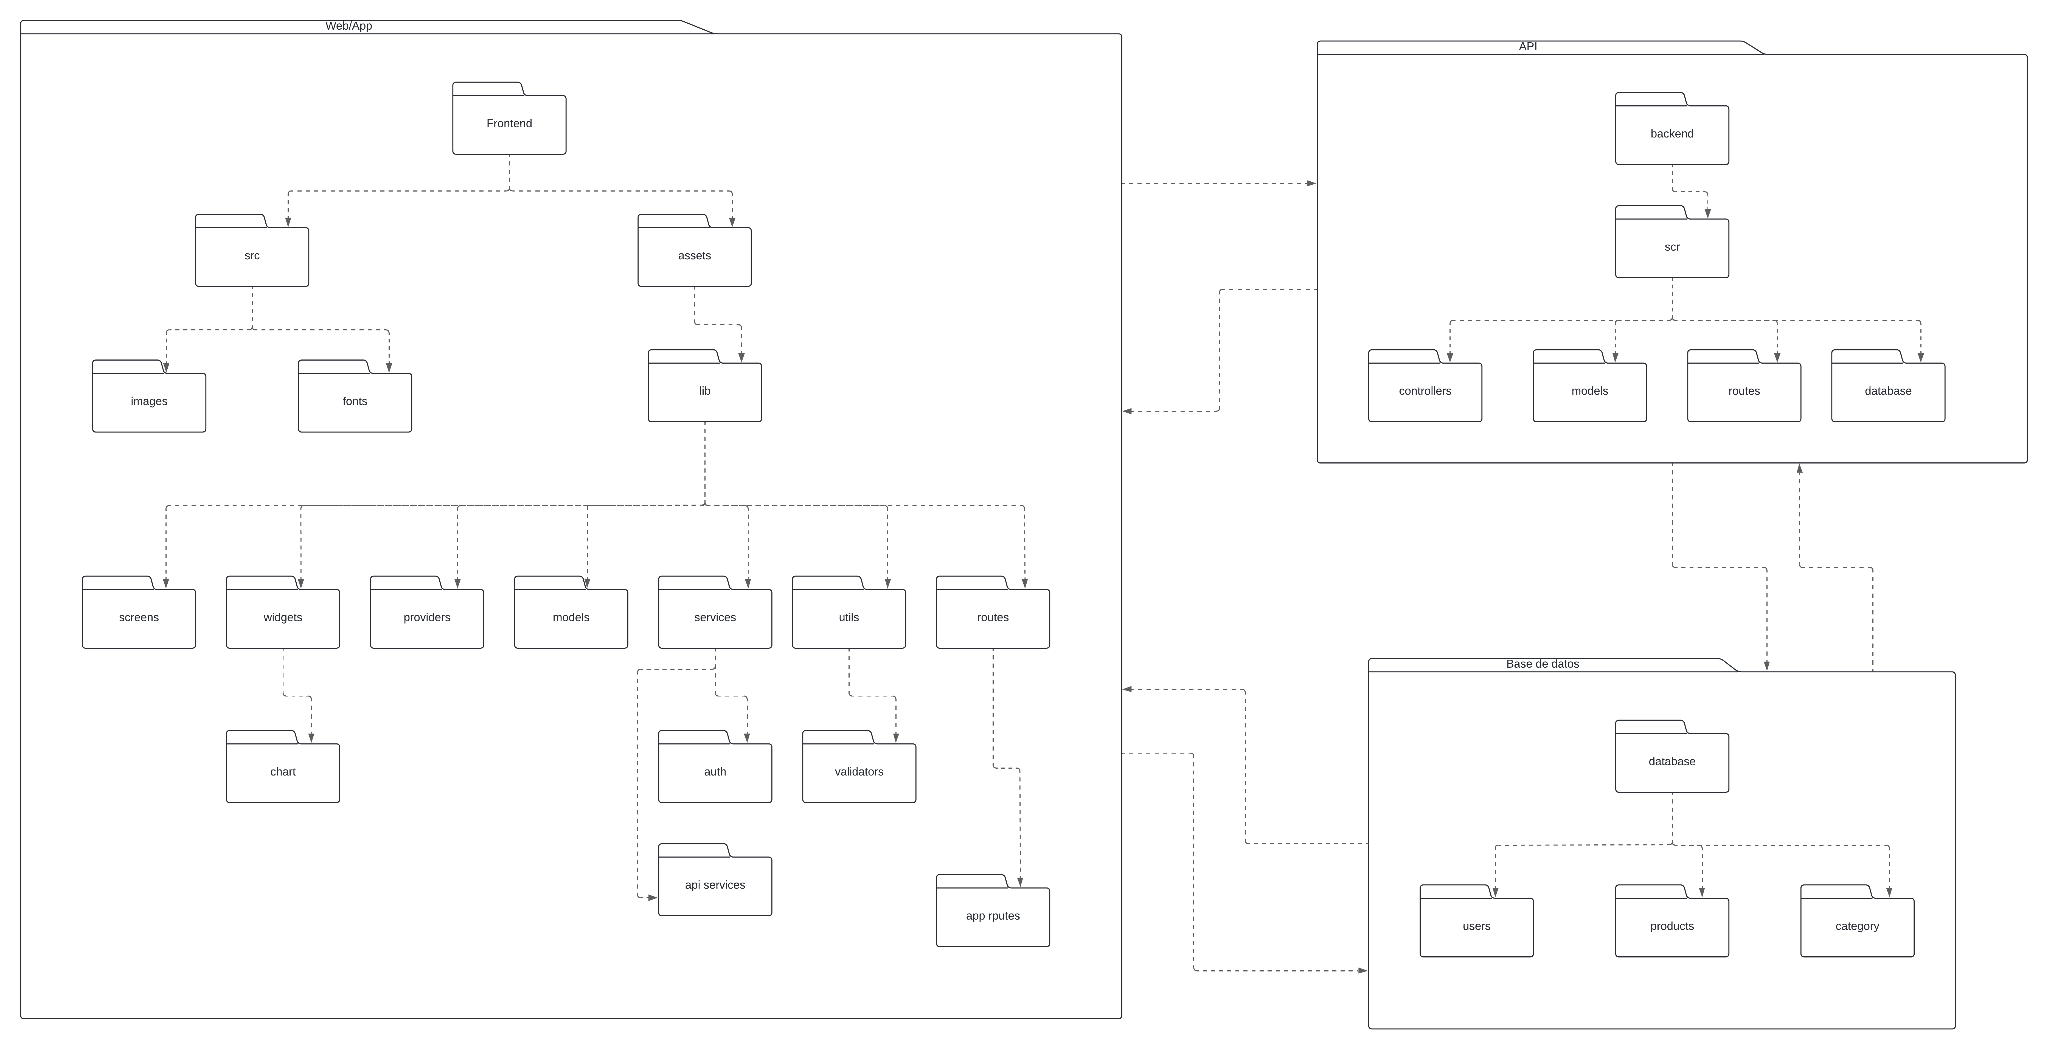 Web/App
Frontend
src
assets
images
fonts
lib
screens
widgets
providers
models
services
utils
routes
chart
auth
validators
api services
app rputes
API
backend
scr
controllers
models
routes
database
Base de datos
database
users
products
category